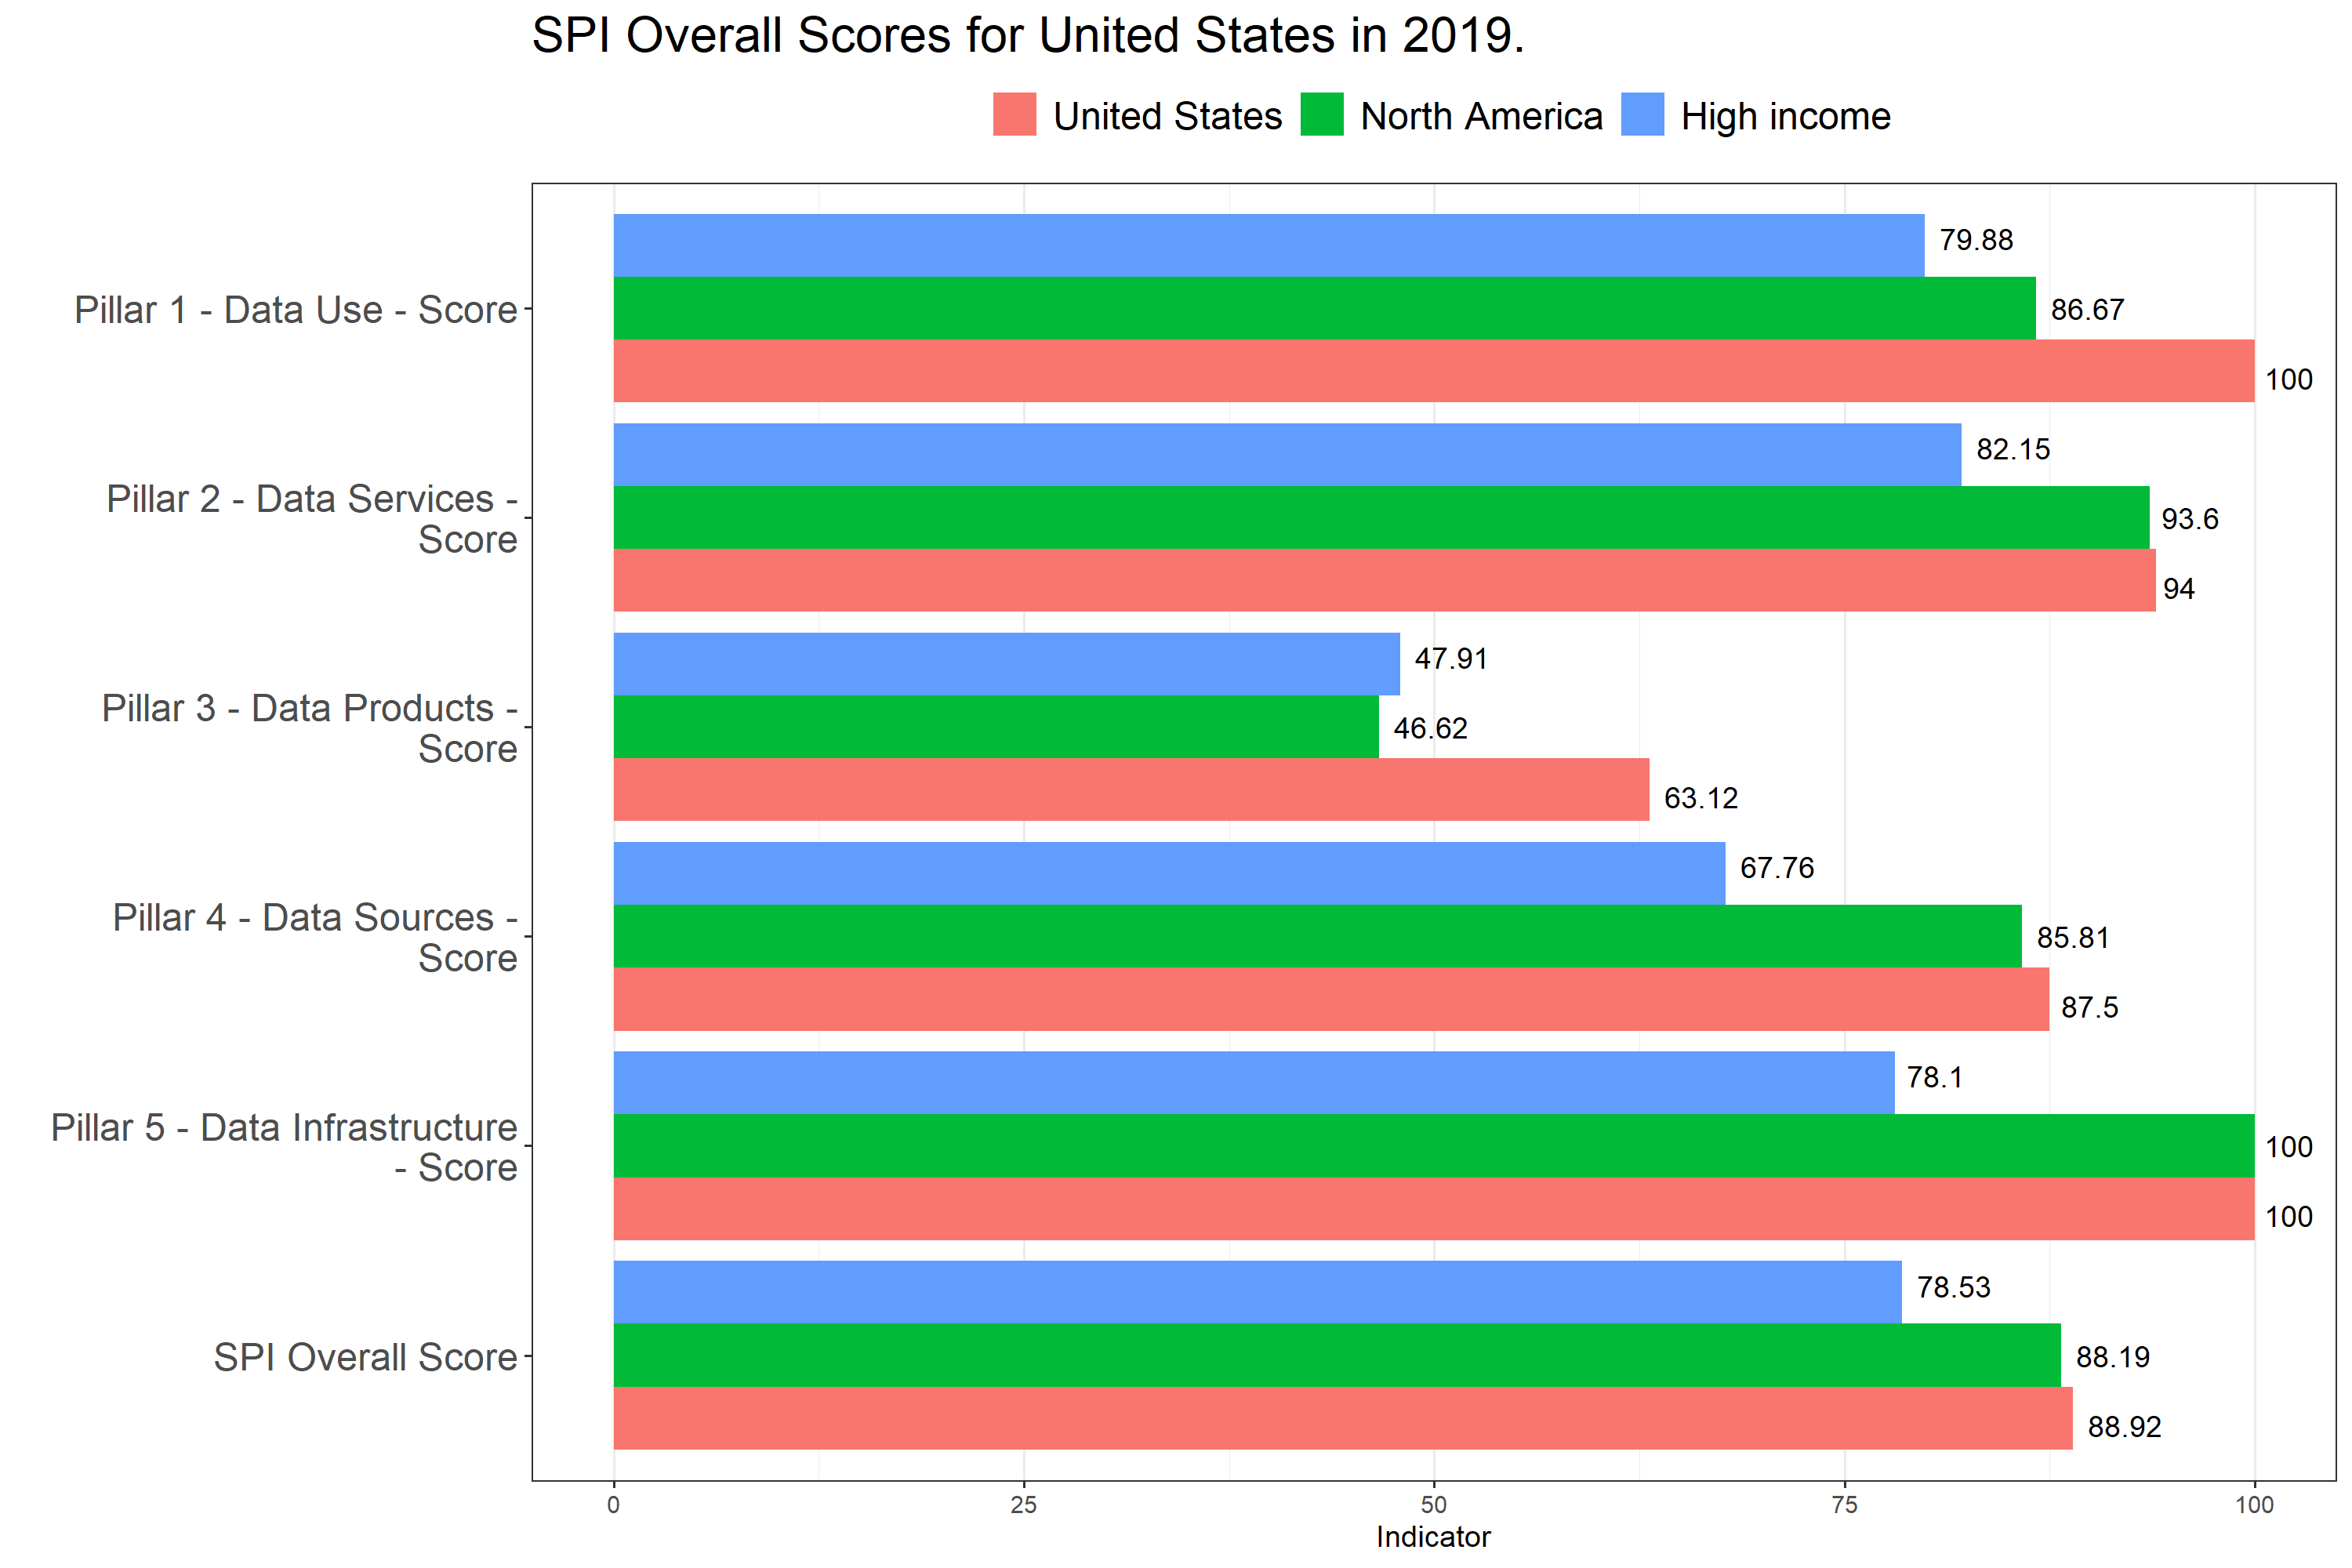 SPI Overall Scores for United States in 2019.
United States North America High income
Pillar 1 - Data Use - Score
79.88
86.67
100
Pillar 2 - Data Services -
Score
82.15
93.6
94
Pillar 3 - Data Products -
Score
47.91
46.62
63.12
Pillar 4 - Data Sources -
Score
67.76
85.81
87.5
Pillar 5 - Data Infrastructure
- Score
78.1
100
100
SPI Overall Score
78.53
88.19
88.92
0 25 50 75 100
Indicator